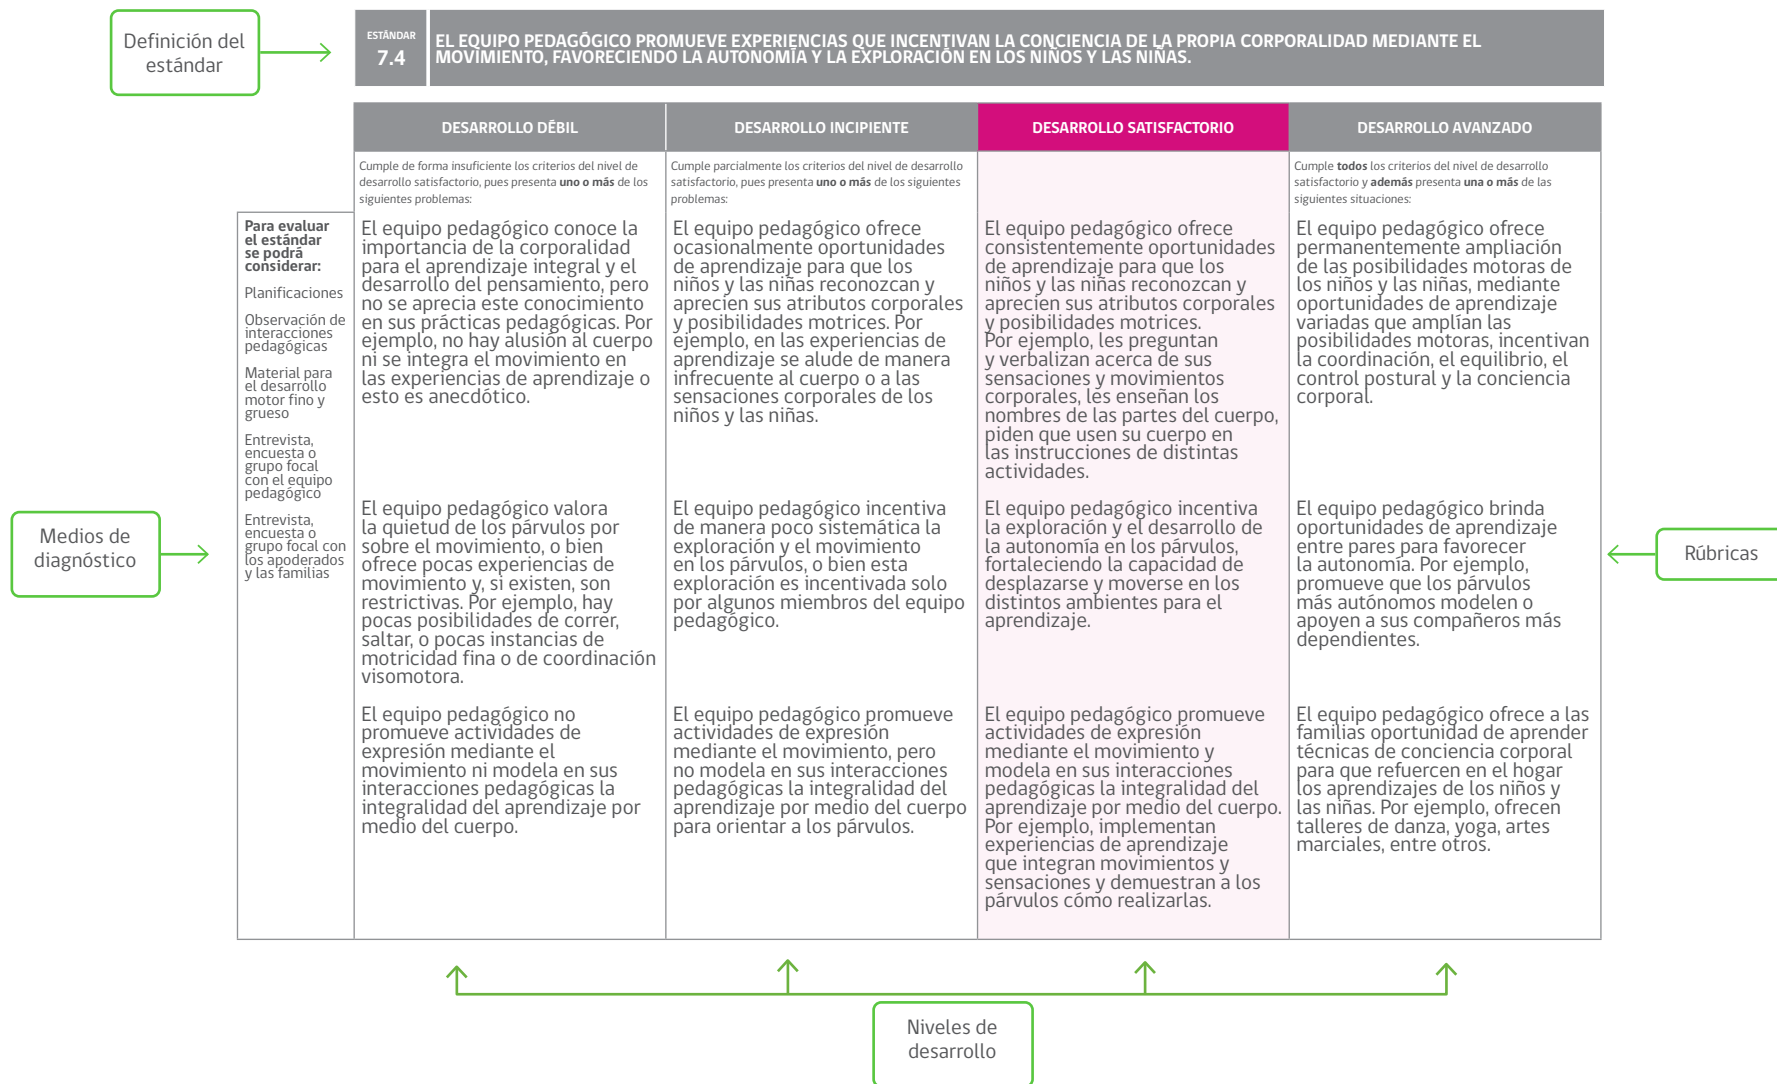 Definición del
estándar
ESTÁNDAR
7.4
EL EQUIPO PEDAGÓGICO PROMUEVE EXPERIENCIAS QUE INCENTIVAN LA CONCIENCIA DE LA PROPIA CORPORALIDAD MEDIANTE EL
MOVIMIENTO, FAVORECIENDO LA AUTONOMÍA Y LA EXPLORACIÓN EN LOS NIÑOS Y LAS NIÑAS.
Para evaluar
el estándar
se podrá
considerar:
Planificaciones
Observación de
interacciones
pedagógicas
Material para
el desarrollo
motor fino y
grueso
Entrevista,
encuesta o
grupo focal
con el equipo
pedagógico
Entrevista,
encuesta o
grupo focal con
los apoderados
y las familias
Medios de
diagnóstico
DESARROLLO DÉBIL
Cumple de forma insuficiente los criterios del nivel de
desarrollo satisfactorio, pues presenta uno o más de los
siguientes problemas:
El equipo pedagógico conoce la
importancia de la corporalidad
para el aprendizaje integral y el
desarrollo del pensamiento, pero
no se aprecia este conocimiento
en sus prácticas pedagógicas. Por
ejemplo, no hay alusión al cuerpo
ni se integra el movimiento en
las experiencias de aprendizaje o
esto es anecdótico.
El equipo pedagógico valora
la quietud de los párvulos por
sobre el movimiento, o bien
ofrece pocas experiencias de
movimiento y, si existen, son
restrictivas. Por ejemplo, hay
pocas posibilidades de correr,
saltar, o pocas instancias de
motricidad fina o de coordinación
visomotora.
El equipo pedagógico no
promueve actividades de
expresión mediante el
movimiento ni modela en sus
interacciones pedagógicas la
integralidad del aprendizaje por
medio del cuerpo.
DESARROLLO INCIPIENTE
Cumple parcialmente los criterios del nivel de desarrollo
satisfactorio, pues presenta uno o más de los siguientes
problemas:
El equipo pedagógico ofrece
ocasionalmente oportunidades
de aprendizaje para que los
niños y las niñas reconozcan y
aprecien sus atributos corporales
y posibilidades motrices. Por
ejemplo, en las experiencias de
aprendizaje se alude de manera
infrecuente al cuerpo o a las
sensaciones corporales de los
niños y las niñas.
El equipo pedagógico incentiva
de manera poco sistemática la
exploración y el movimiento
en los párvulos, o bien esta
exploración es incentivada solo
por algunos miembros del equipo
pedagógico.
El equipo pedagógico promueve
actividades de expresión
mediante el movimiento, pero
no modela en sus interacciones
pedagógicas la integralidad del
aprendizaje por medio del cuerpo
para orientar a los párvulos.
DESARROLLO SATISFACTORIO
El equipo pedagógico ofrece
consistentemente oportunidades
de aprendizaje para que los
niños y las niñas reconozcan y
aprecien sus atributos corporales
y posibilidades motrices.
Por ejemplo, les preguntan
y verbalizan acerca de sus
sensaciones y movimientos
corporales, les enseñan los
nombres de las partes del cuerpo,
piden que usen su cuerpo en
las instrucciones de distintas
actividades.
El equipo pedagógico incentiva
la exploración y el desarrollo de
la autonomía en los párvulos,
fortaleciendo la capacidad de
desplazarse y moverse en los
distintos ambientes para el
aprendizaje.
El equipo pedagógico promueve
actividades de expresión
mediante el movimiento y
modela en sus interacciones
pedagógicas la integralidad del
aprendizaje por medio del cuerpo.
Por ejemplo, implementan
experiencias de aprendizaje
que integran movimientos y
sensaciones y demuestran a los
párvulos cómo realizarlas.
DESARROLLO AVANZADO
Cumple todos los criterios del nivel de desarrollo
satisfactorio y además presenta una o más de las
siguientes situaciones:
El equipo pedagógico ofrece
permanentemente ampliación
de las posibilidades motoras de
los niños y las niñas, mediante
oportunidades de aprendizaje
variadas que amplían las
posibilidades motoras, incentivan
la coordinación, el equilibrio, el
control postural y la conciencia
corporal.
El equipo pedagógico brinda
oportunidades de aprendizaje
entre pares para favorecer
la autonomía. Por ejemplo,
promueve que los párvulos
más autónomos modelen o
apoyen a sus compañeros más
dependientes.
El equipo pedagógico ofrece a las
familias oportunidad de aprender
técnicas de conciencia corporal
para que refuercen en el hogar
los aprendizajes de los niños y
las niñas. Por ejemplo, ofrecen
talleres de danza, yoga, artes
marciales, entre otros.
Rúbricas
Niveles de
desarrollo